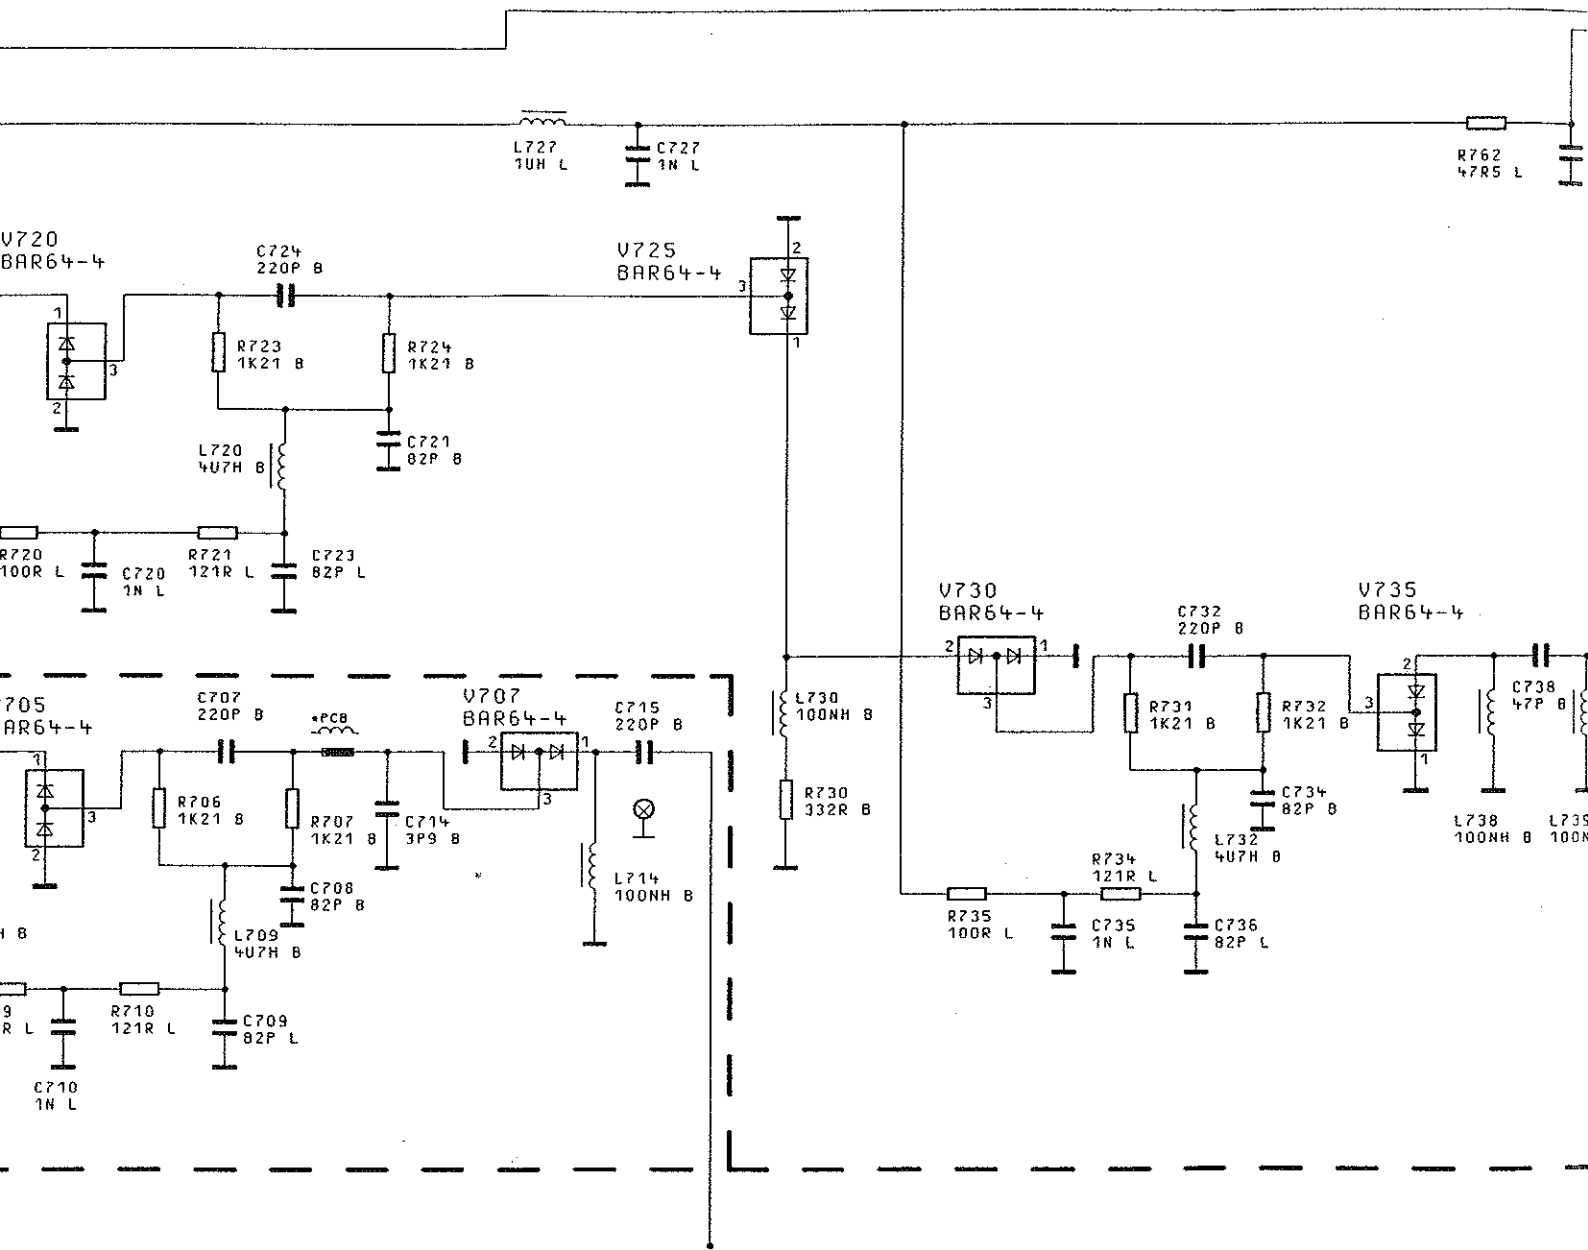 L727
1UH L
C727
1N L
R762
47R5 L
V720
BAR64-4
C724
220P B
V725
BAR64-4
2
3
1
1
3
2
R723
1K21 B
R724
1K21 B
L720
4U7H B
C721
82P B
R720
100R L
C720
1N L
R721
121R L
C723
82P L
V730
BAR64-4
2
1
3
C732
220P B
V735
BAR64-4
2
3
1
705
AR64-4
1
3
2
C707
220P B
*PCB
V707
BAR64-4
2
1
3
C715
220P B
L730
100NH B
R730
332R B
R731
1K21 B
R732
1K21 B
C738
47P B
R706
1K21 B
R707
1K21 B
C714
3P9 B
C734
82P B
L732
4U7H B
L738
100NH B
L739
100N
C708
82P B
L714
100NH B
R734
121R L
H B
L709
4U7H B
R735
100R L
C735
1N L
C736
82P L
9
R L
R710
121R L
C709
82P L
C710
1N L